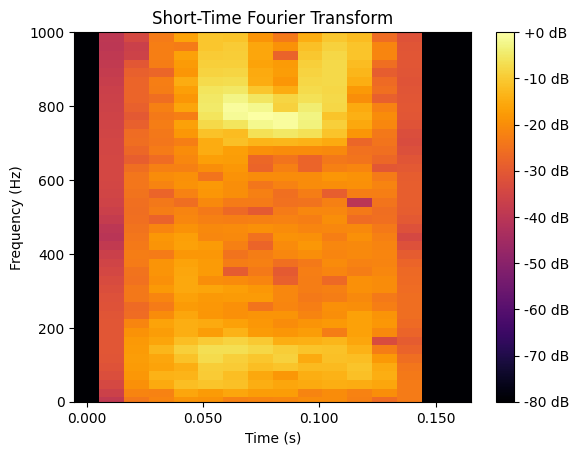 Short-Time Fourier Transform
Frequency (Hz)
1000
800
600
400
200
0
0.000
0.050
0.100
0.150
Time (s)
+0 dB
-10 dB
-20 dB
-30 dB
-40 dB
-50 dB
-60 dB
-70 dB
-80 dB